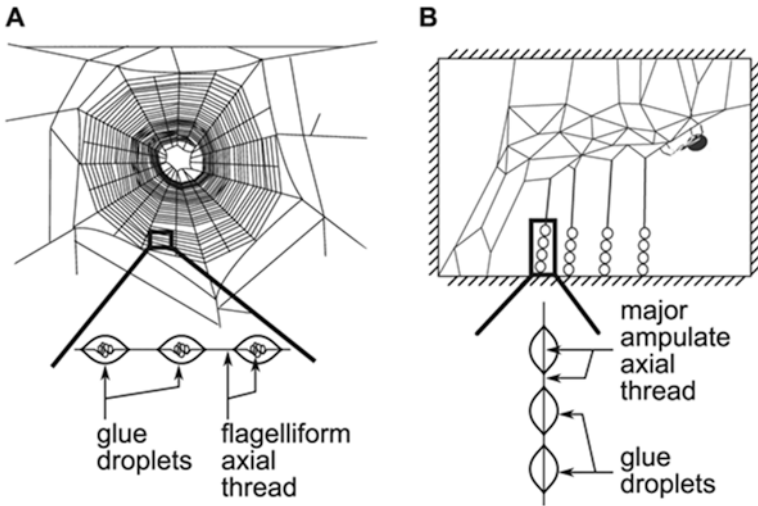 A
glue
droplets
flagelliform
axial
thread
B
major
ampulate
axial
thread
glue
droplets